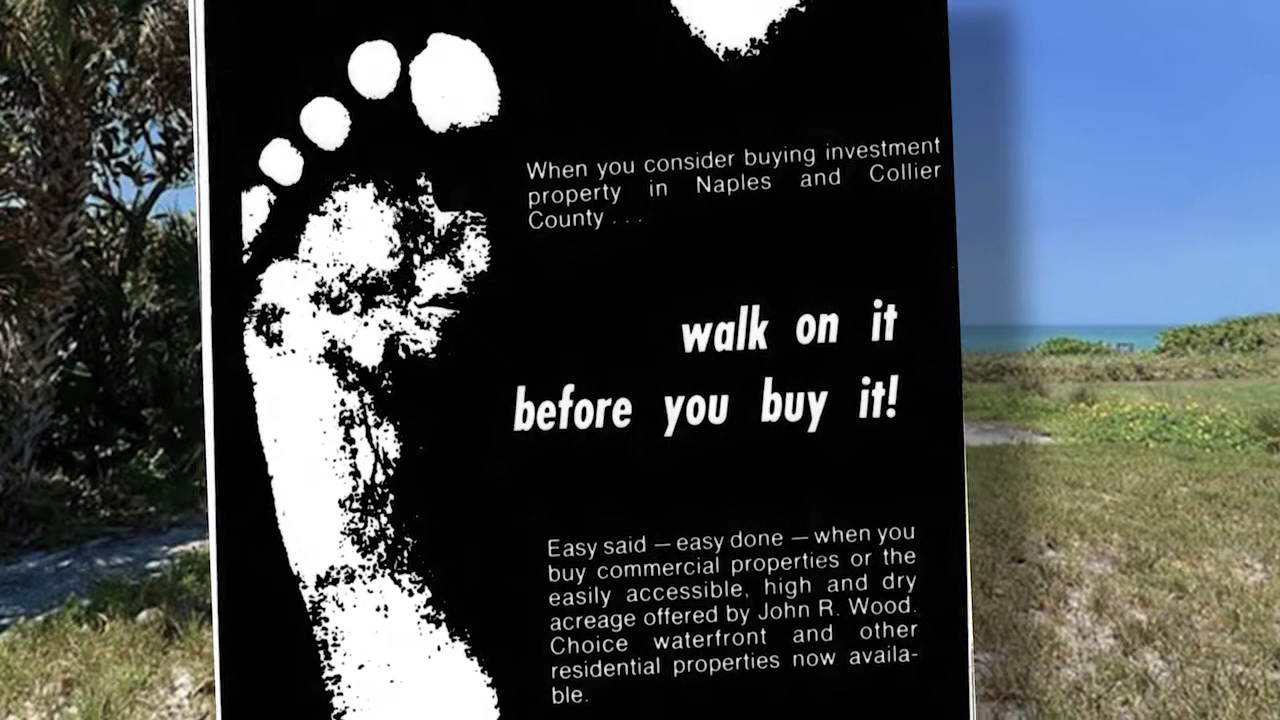 When you consider buying investment
property in Naples and Collier
County . . .
walk on it
before you buy it!
Easy said — easy done — when you
buy commercial properties or the
easily accessible, high and dry
acreage offered by John R. Wood.
Choice waterfront and other
residential properties now availa-
ble.